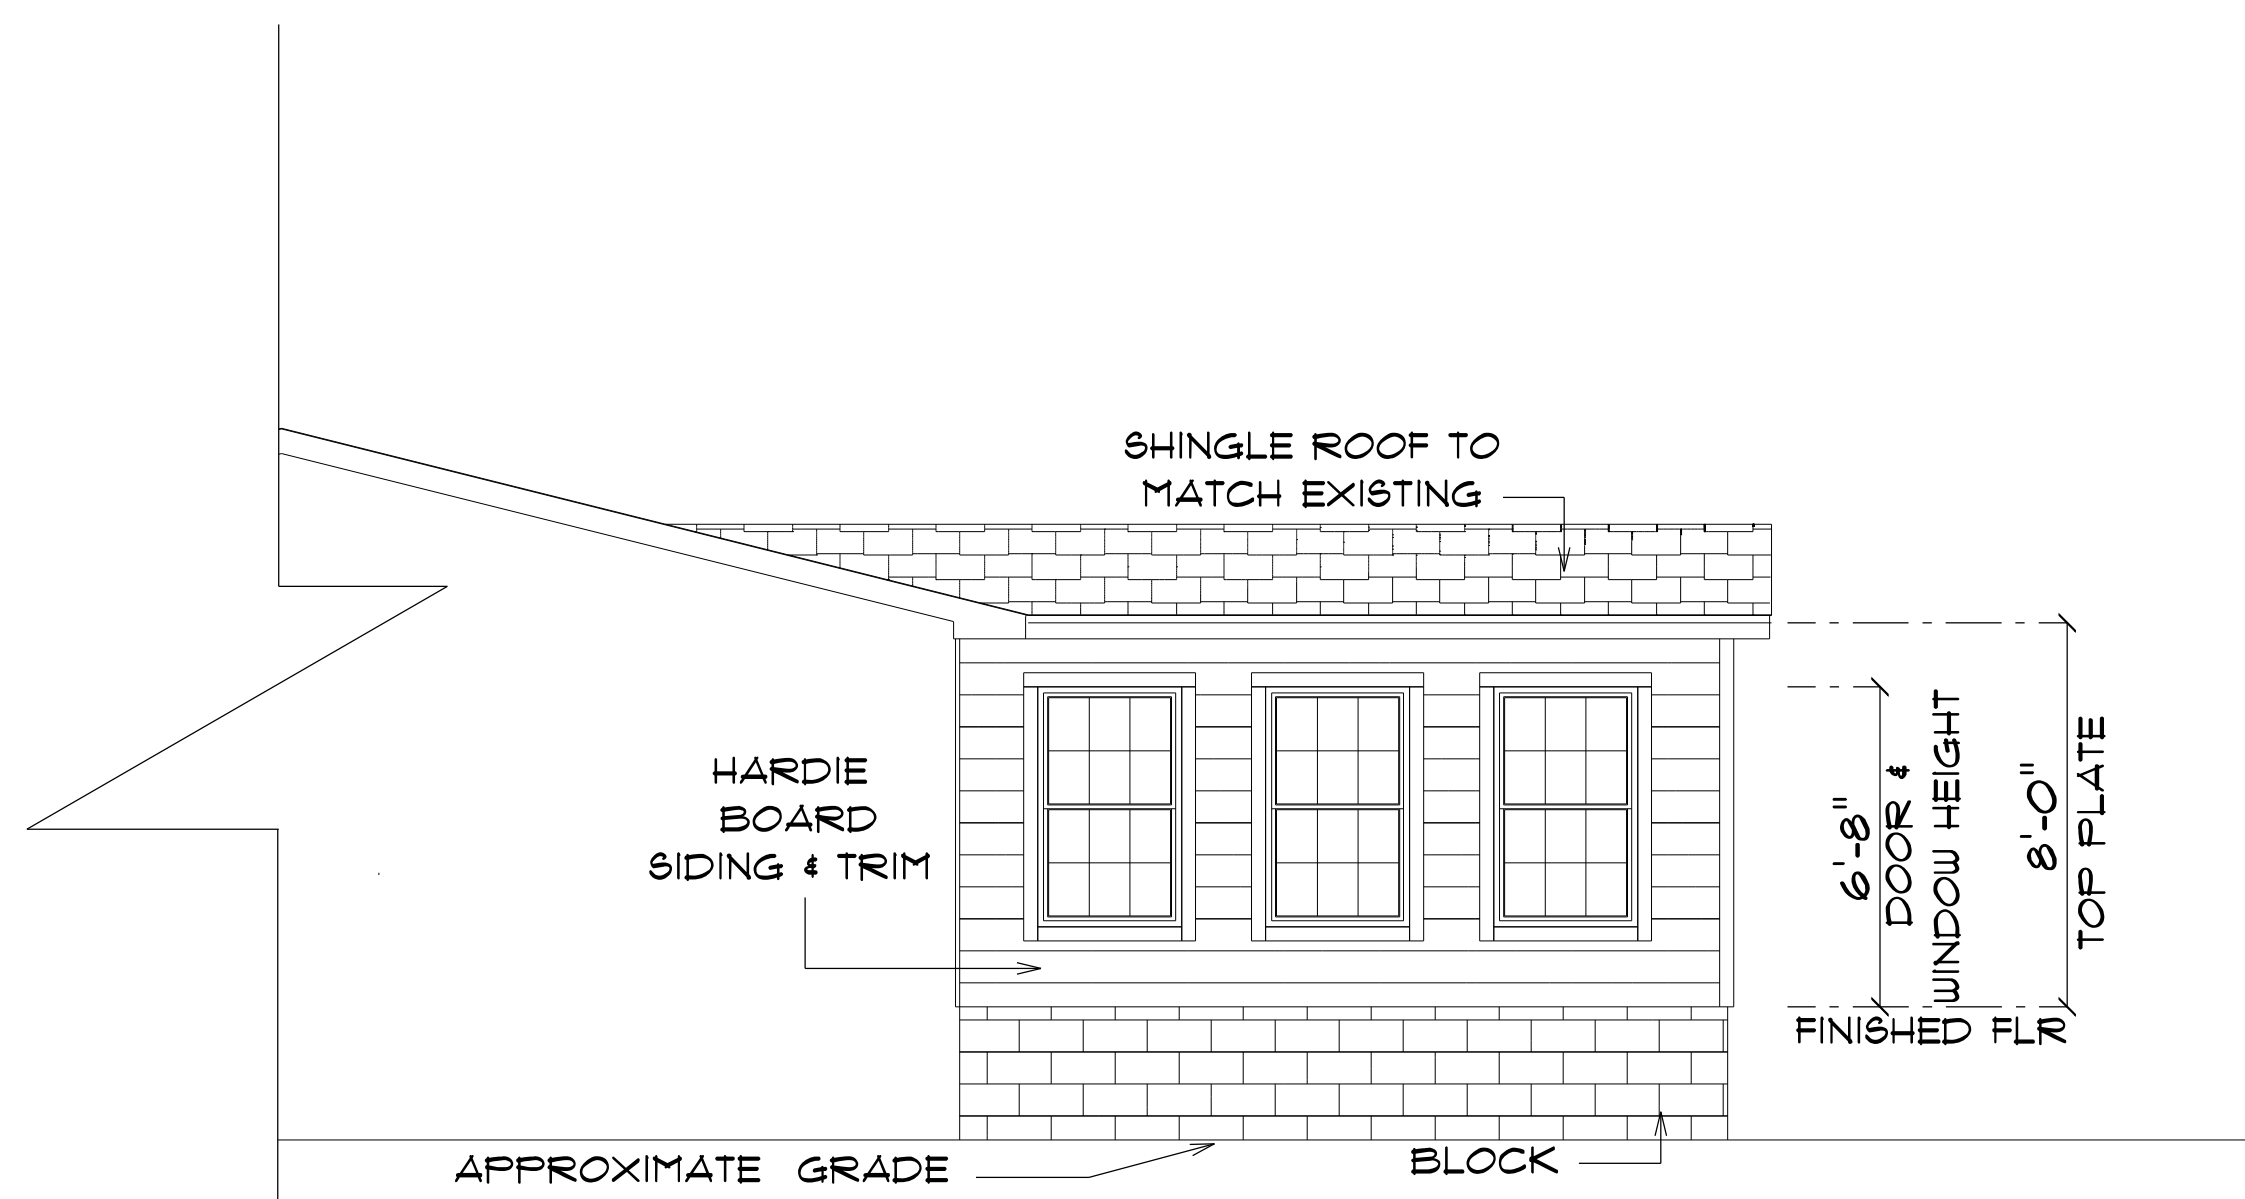 SHINGLE ROOF TO
MATCH EXISTING
HARDIE
BOARD
SIDING & TRIM
6'-8"
DOOR &
WINDOW HEIGHT
8'-0"
TOP PLATE
FINISHED FLR
APPROXIMATE GRADE
BLOCK